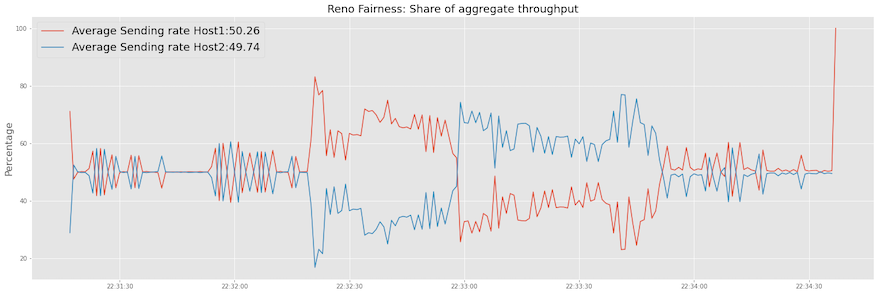 Reno Fairness: Share of aggregate throughput
Average Sending rate Host1:50.26
Average Sending rate Host2:49.74
Percentage
100
80
60
40
20
22:31:30 22:32:00 22:32:30 22:33:00 22:33:30 22:34:00 22:34:30